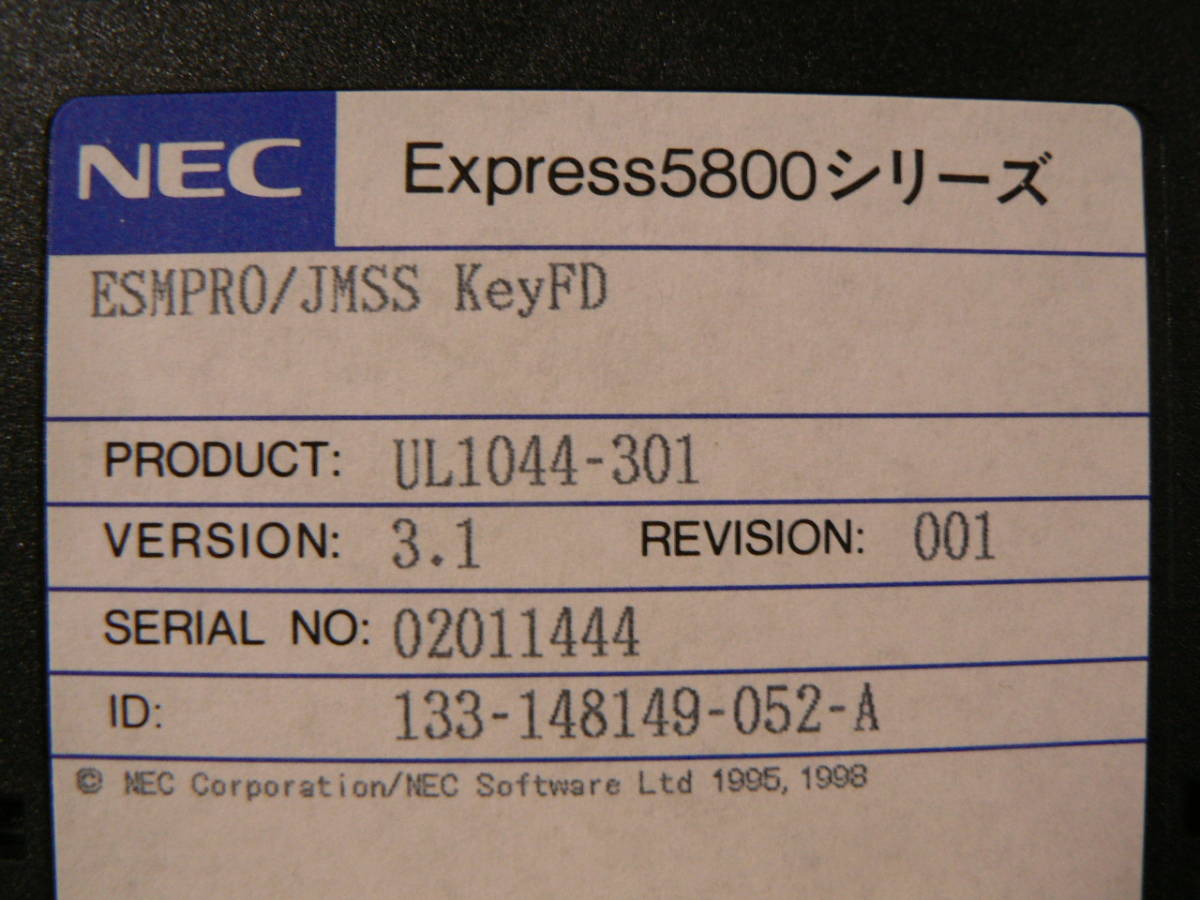 NEC Express5800シリーズ
ESMPRO/JMSS KeyFD
PRODUCT: UL1044-301
VERSION: 3.1 REVISION: 001
SERIAL NO: 02011444
ID: 133-148149-052-A
© NEC Corporation/NEC Software Ltd 1995, 1998